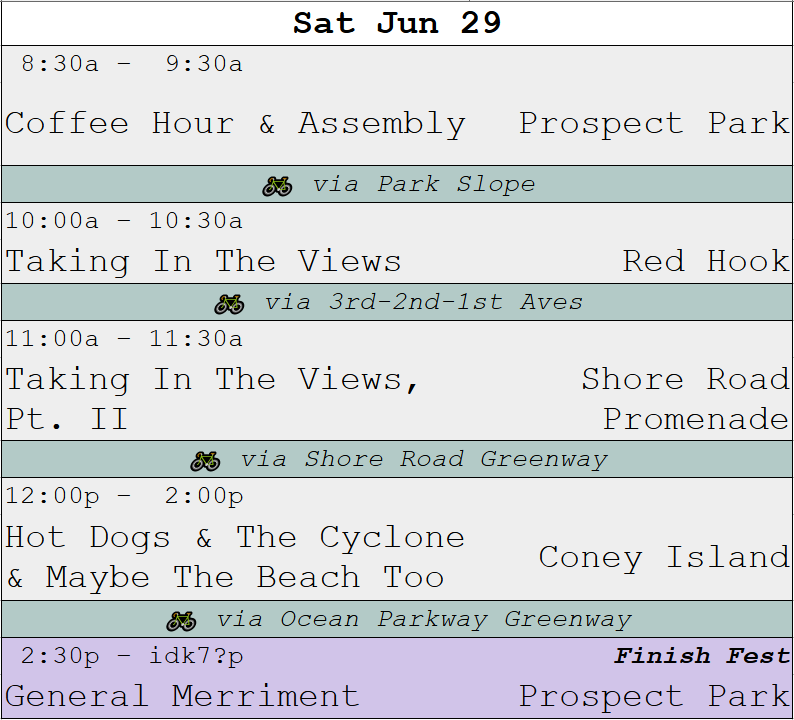 Sat Jun 29
8:30a - 9:30a
Coffee Hour & Assembly Prospect Park
via Park Slope
10:00a - 10:30a
Taking In The Views Red Hook
via 3rd-2nd-1st Aves
11:00a - 11:30a
Taking In The Views, Shore Road
Pt. II Promenade
via Shore Road Greenway
12:00p - 2:00p
Hot Dogs & The Cyclone
& Maybe The Beach Too
Coney Island
via Ocean Parkway Greenway
2:30p - idk7?p Finish Fest
General Merriment Prospect Park